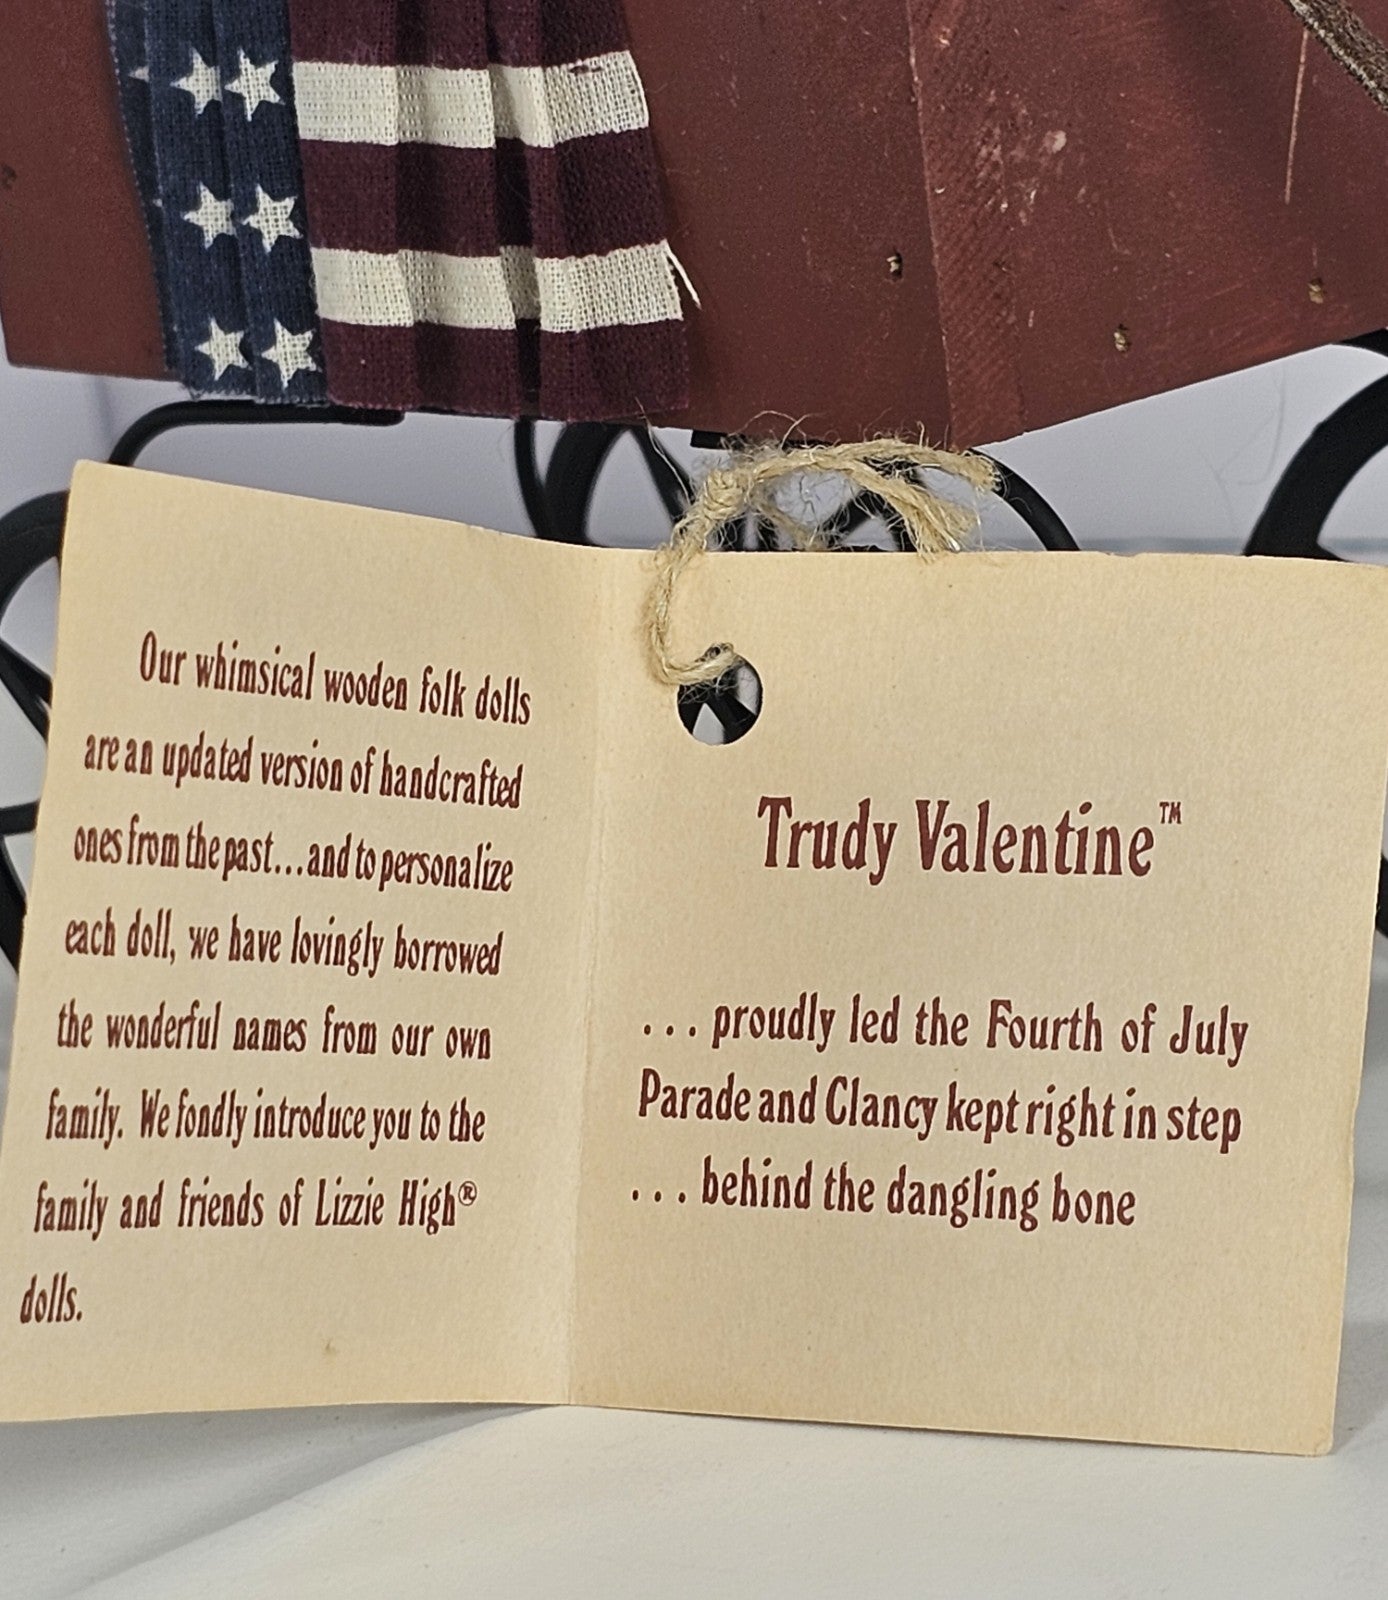 Our whimsical wooden folk dolls
are an updated version of handcrafted
ones from the past...and to personalize
each doll, we have lovingly borrowed
the wonderful names from our own
family. We fondly introduce you to the
family and friends of Lizzie High®
dolls.
Trudy Valentine™
...proudly led the Fourth of July
Parade and Clancy kept right in step
...behind the dangling bone